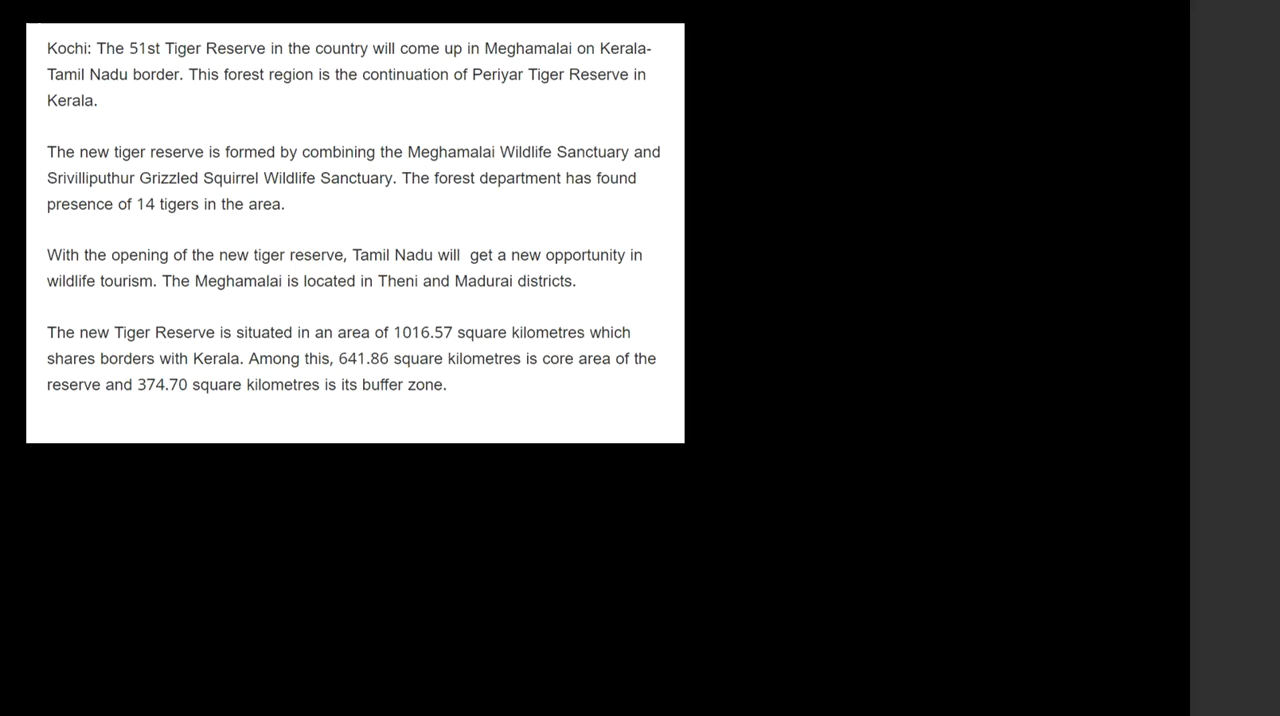 Kochi: The 51st Tiger Reserve in the country will come up in Meghamalai on Kerala-
Tamil Nadu border. This forest region is the continuation of Periyar Tiger Reserve in
Kerala.
The new tiger reserve is formed by combining the Meghamalai Wildlife Sanctuary and
Srivilliputhur Grizzled Squirrel Wildlife Sanctuary. The forest department has found
presence of 14 tigers in the area.
With the opening of the new tiger reserve, Tamil Nadu will  get a new opportunity in
wildlife tourism. The Meghamalai is located in Theni and Madurai districts.
The new Tiger Reserve is situated in an area of 1016.57 square kilometres which
shares borders with Kerala. Among this, 641.86 square kilometres is core area of the
reserve and 374.70 square kilometres is its buffer zone.